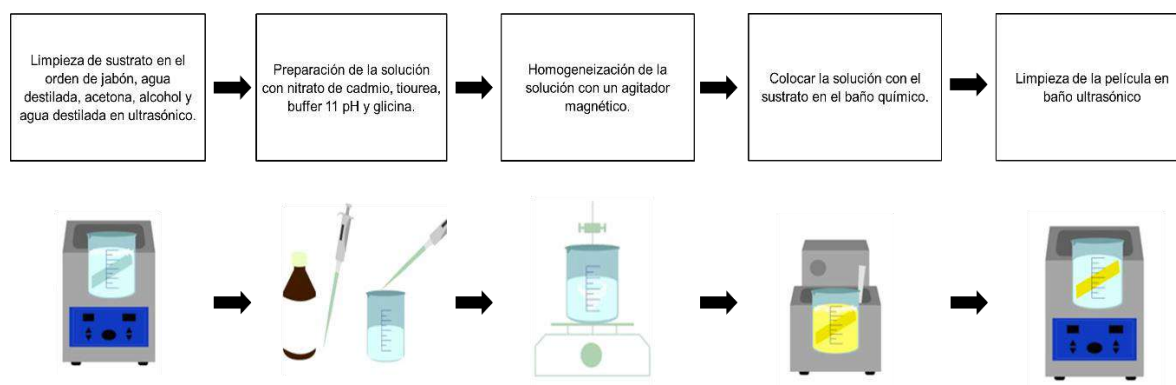 Limpieza de sustrato en el
orden de jabón, agua
destilada, acetona, alcohol y
agua destilada en ultrasónico.
Preparación de la solución
con nitrato de cadmio, tiourea,
buffer 11 pH y glicina.
Homogeneización de la
solución con un agitador
magnético.
Colocar la solución con el
sustrato en el baño químico.
Limpieza de la película en
baño ultrasónico